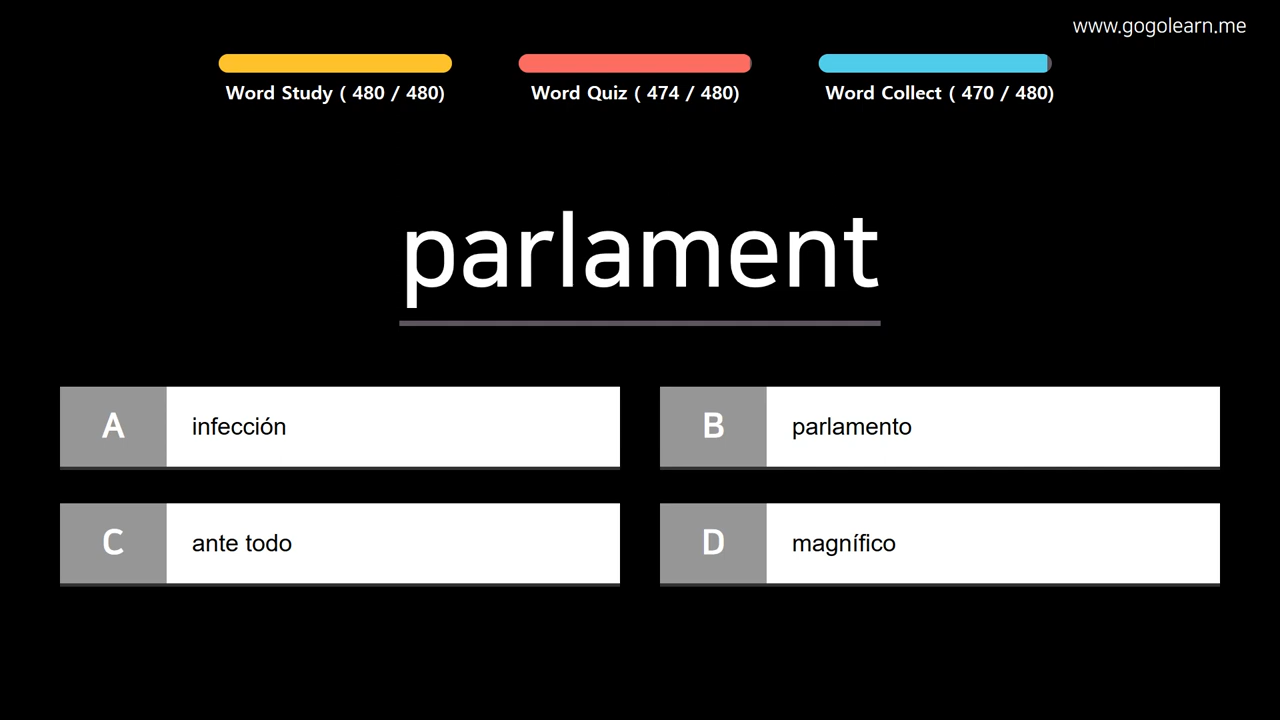 www.gogolearn.me
Word Study ( 480 / 480)
Word Quiz ( 474 / 480)
Word Collect ( 470 / 480)
parlament
A infección
B parlamento
C ante todo
D magnífico